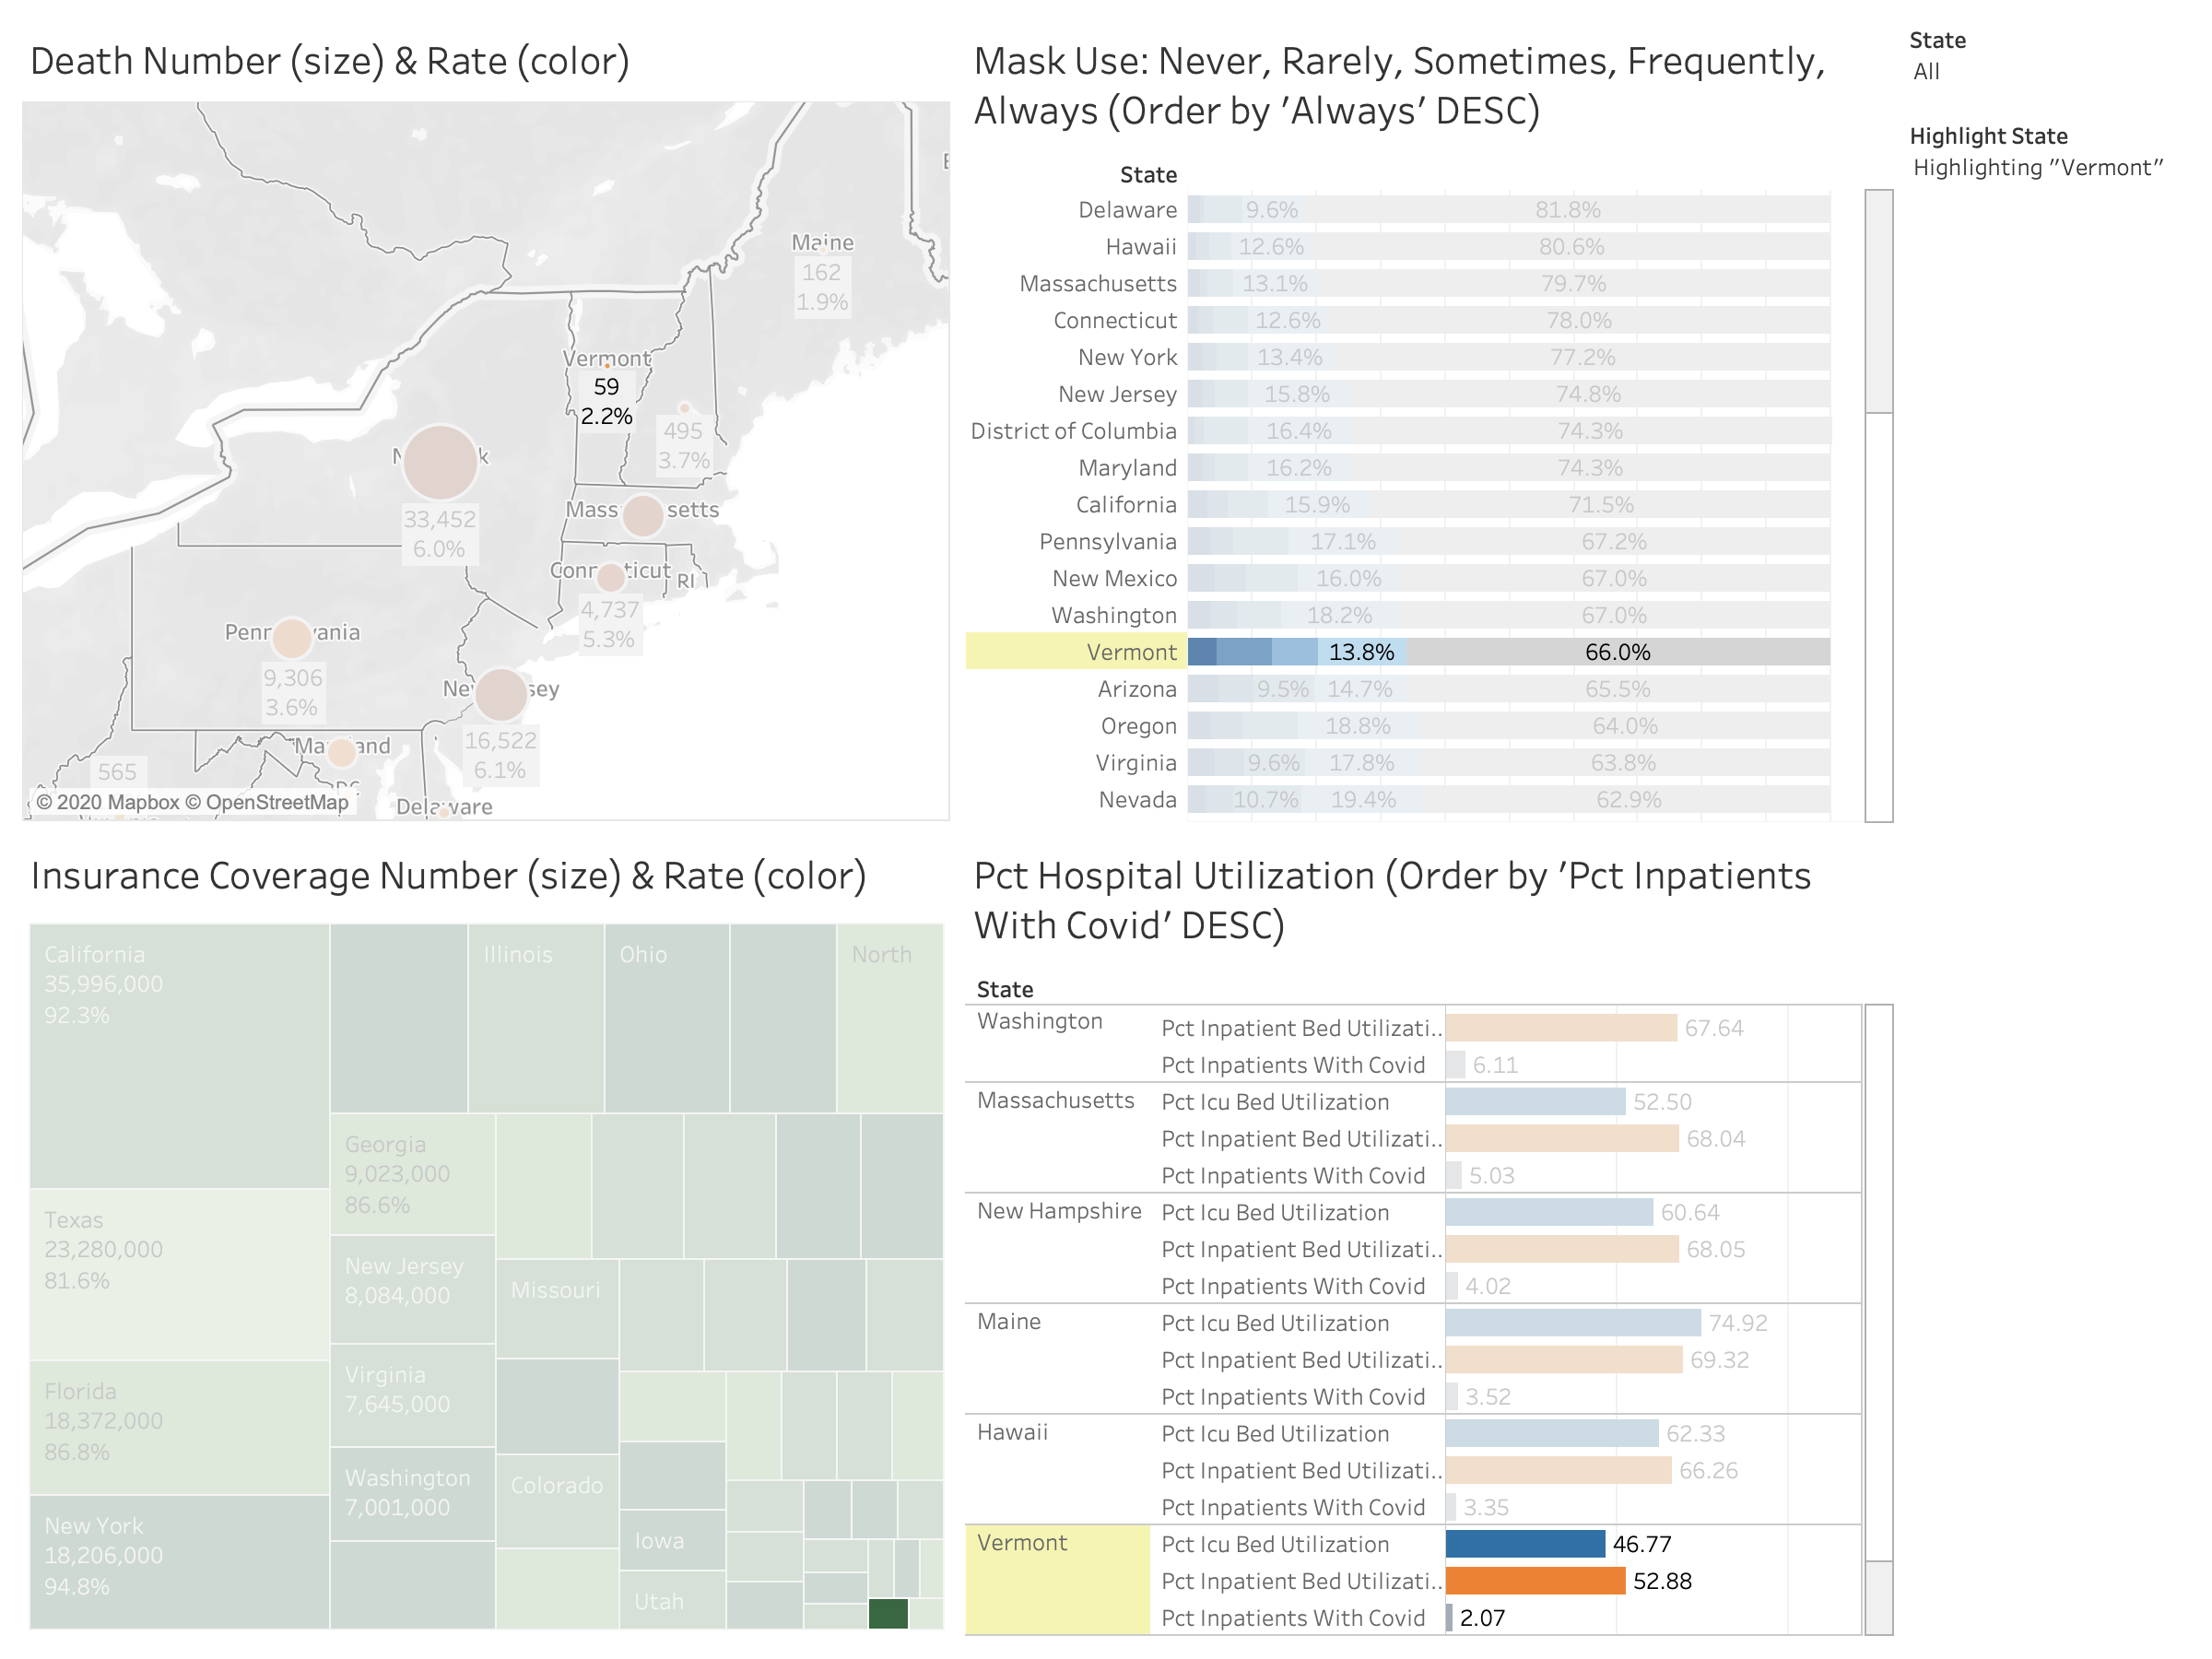 Death Number (size) & Rate (color)
Maine
162
1.9%
Vermont
59
2.2%
495
3.7%
33,452
6.0%
4,737
5.3%
RI
9,306
3.6%
16,522
6.1%
565
Delaware
© 2020 Mapbox © OpenStreetMap
Mask Use: Never, Rarely, Sometimes, Frequently,
Always (Order by 'Always' DESC)
State
Delaware 9.6% 81.8%
Hawaii 12.6% 80.6%
Massachusetts 13.1% 79.7%
Connecticut 12.6% 78.0%
New York 13.4% 77.2%
New Jersey 15.8% 74.8%
District of Columbia 16.4% 74.3%
Maryland 16.2% 74.3%
California 15.9% 71.5%
Pennsylvania 17.1% 67.2%
New Mexico 16.0% 67.0%
Washington 18.2% 67.0%
Vermont 13.8% 66.0%
Arizona 9.5% 14.7% 65.5%
Oregon 18.8% 64.0%
Virginia 9.6% 17.8% 63.8%
Nevada 10.7% 19.4% 62.9%
State
All
Highlight State
Highlighting "Vermont"
Insurance Coverage Number (size) & Rate (color)
California
35,996,000
92.3%
Texas
23,280,000
81.6%
Florida
18,372,000
86.8%
New York
18,206,000
94.8%
Illinois
Ohio
North
Georgia
9,023,000
86.6%
New Jersey
8,084,000
Virginia
7,645,000
Washington
7,001,000
Missouri
Colorado
Iowa
Utah
Pct Hospital Utilization (Order by 'Pct Inpatients
With Covid' DESC)
State
Washington Pct Inpatient Bed Utilizati.. 67.64
Pct Inpatients With Covid 6.11
Massachusetts Pct Icu Bed Utilization 52.50
Pct Inpatient Bed Utilizati.. 68.04
Pct Inpatients With Covid 5.03
New Hampshire Pct Icu Bed Utilization 60.64
Pct Inpatient Bed Utilizati.. 68.05
Pct Inpatients With Covid 4.02
Maine Pct Icu Bed Utilization 74.92
Pct Inpatient Bed Utilizati.. 69.32
Pct Inpatients With Covid 3.52
Hawaii Pct Icu Bed Utilization 62.33
Pct Inpatient Bed Utilizati.. 66.26
Pct Inpatients With Covid 3.35
Vermont Pct Icu Bed Utilization 46.77
Pct Inpatient Bed Utilizati.. 52.88
Pct Inpatients With Covid 2.07